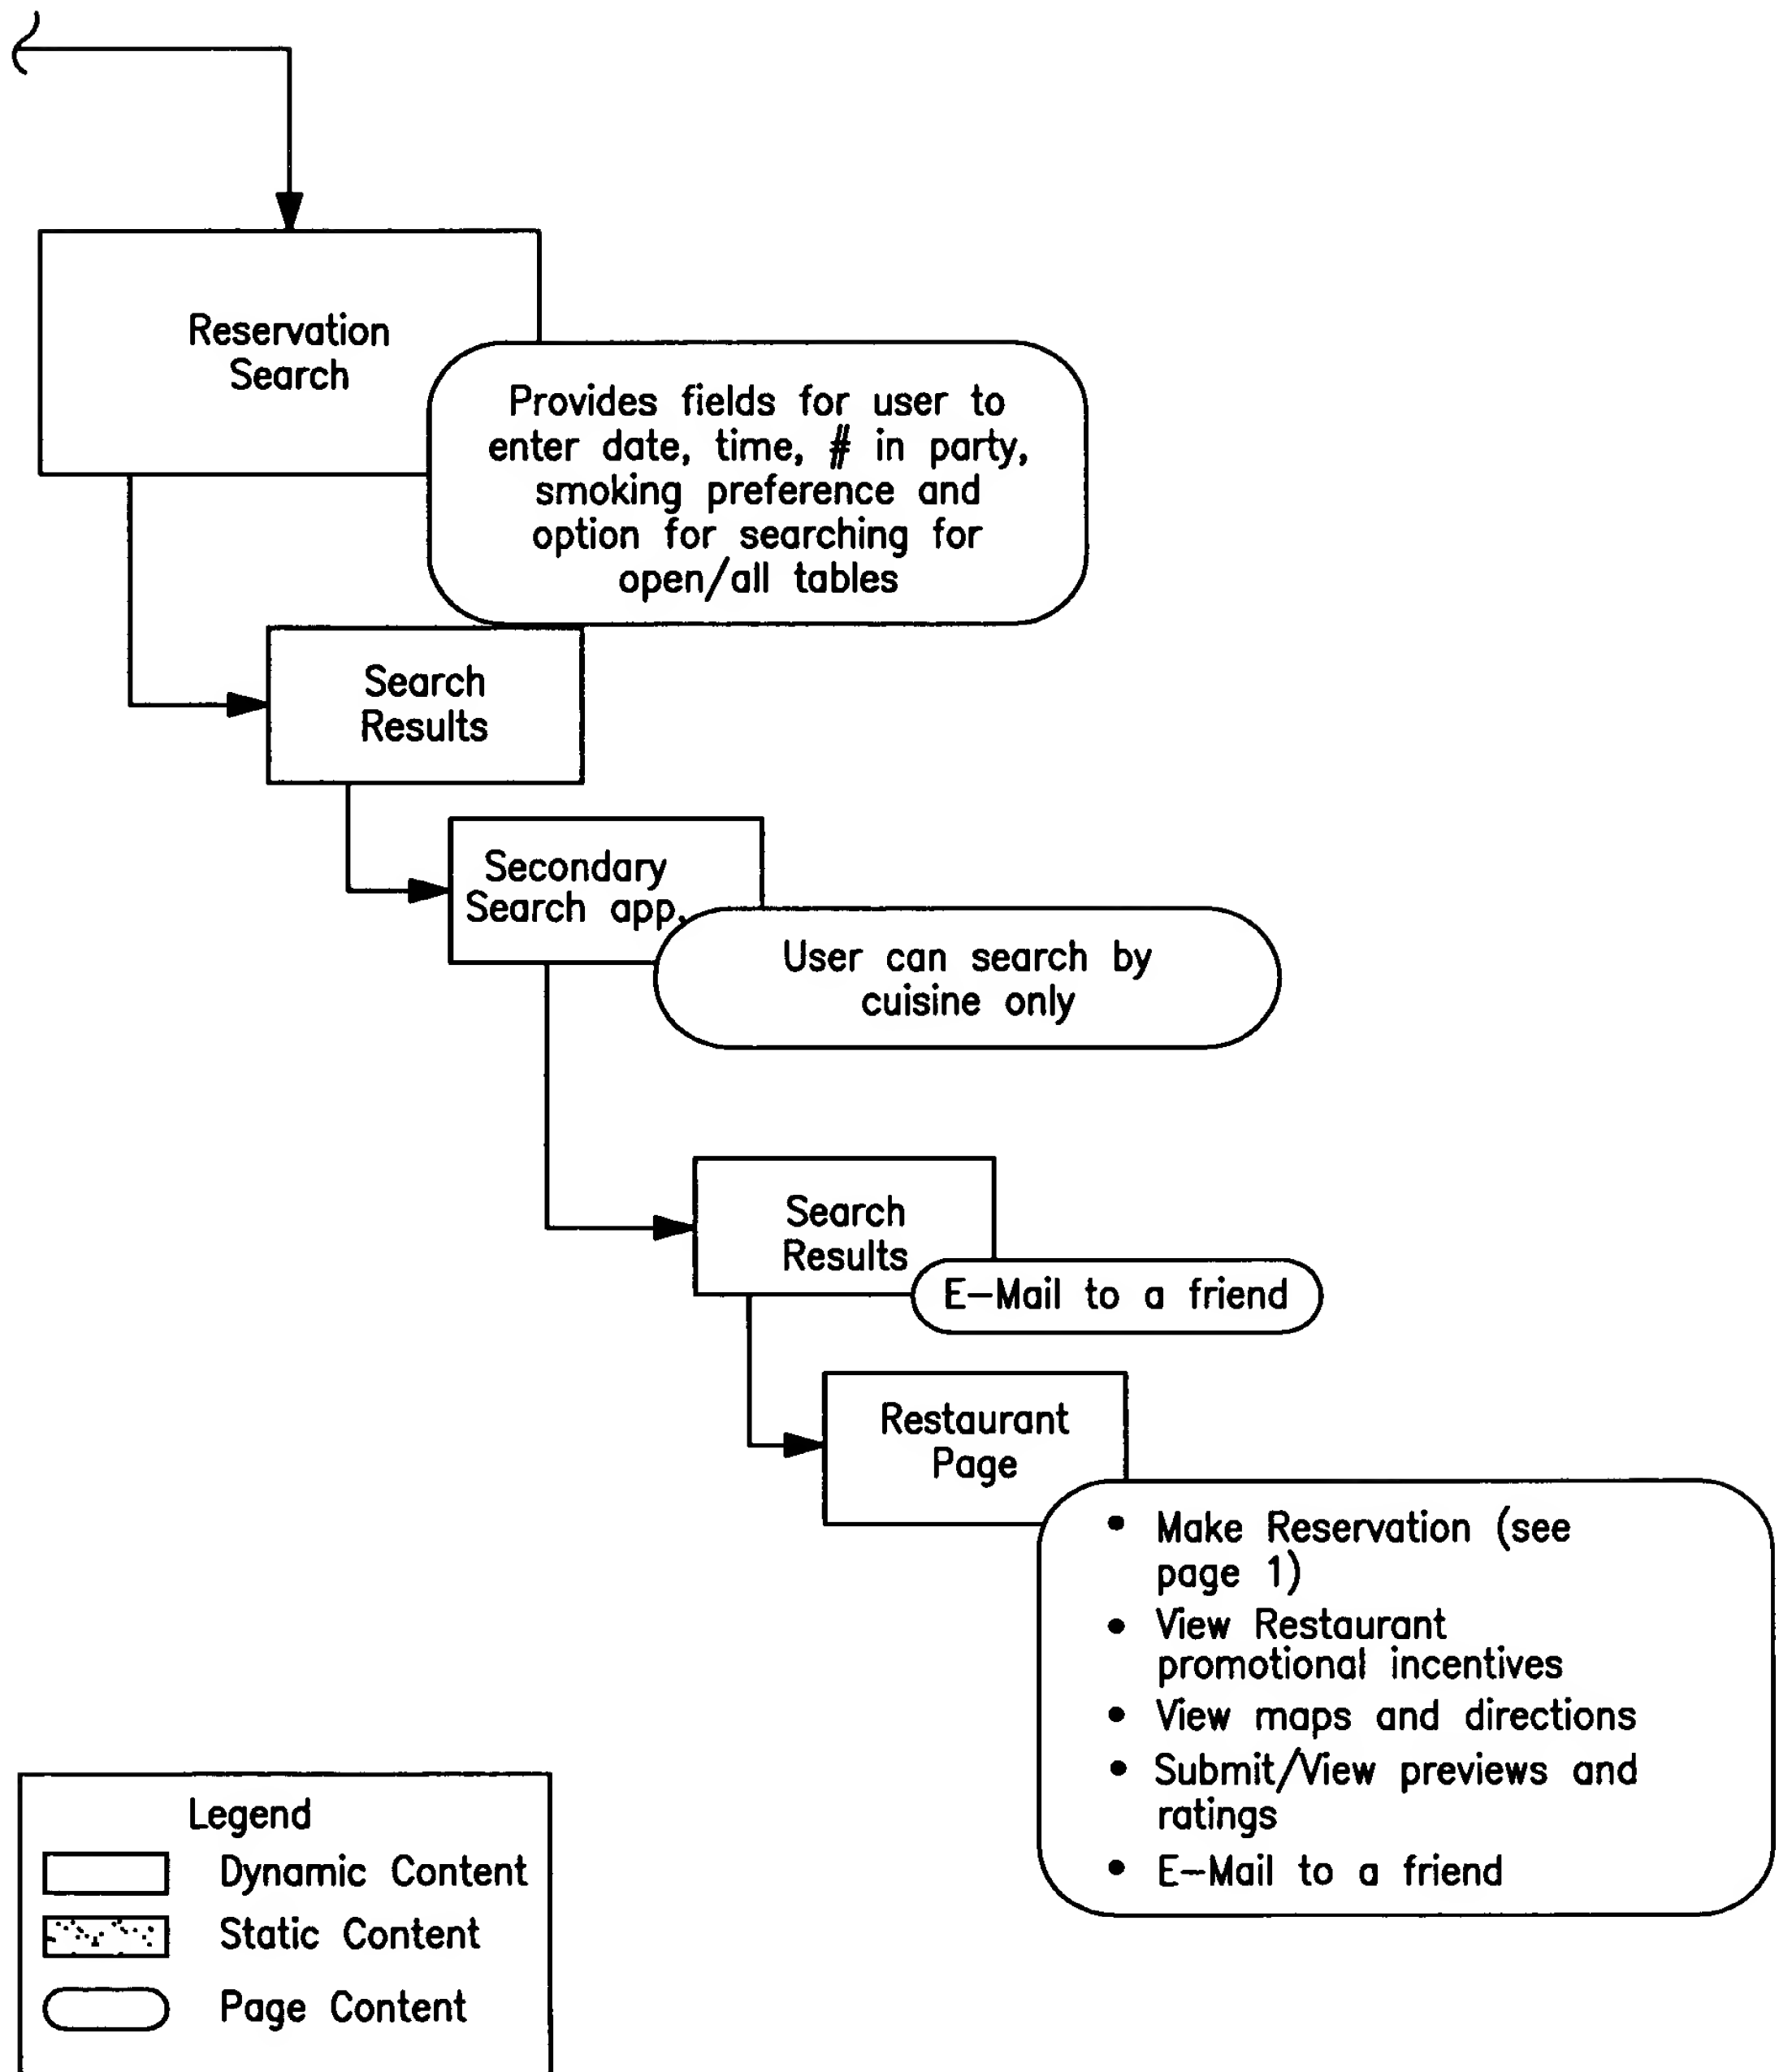 Reservation
Search
Provides fields for user to
enter date, time, # in party,
smoking preference and
option for searching for
open/all tables
Search
Results
Secondary
Search app.
User can search by
cuisine only
Search
Results
E-Mail to a friend
Restaurant
Page
• Make Reservation (see
page 1)
• View Restaurant
promotional incentives
• View maps and directions
• Submit/View previews and
ratings
• E-Mail to a friend
Legend
Dynamic Content
Static Content
Page Content